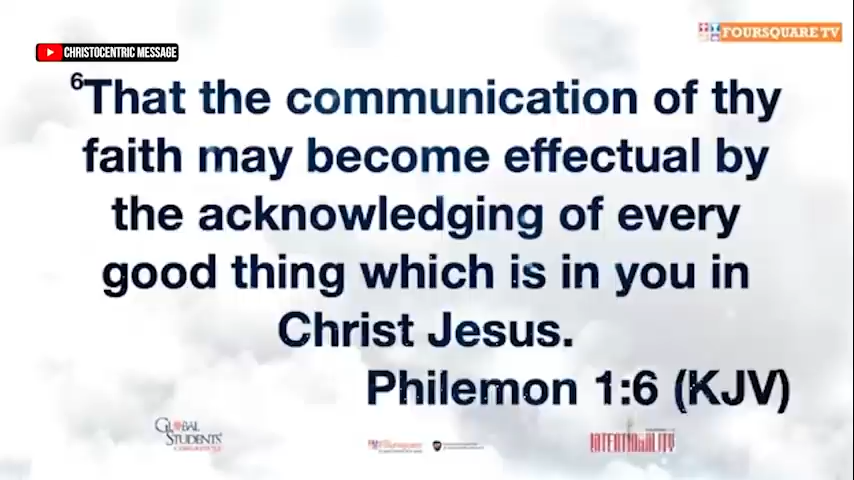 CHRISTOCENTRIC MESSAGE
FOURSQUARE TV
6That the communication of thy
faith may become effectual by
the acknowledging of every
good thing which is in you in
Christ Jesus.
Philemon 1:6 (KJV)
GLOBAL
STUDENTS'
Foursquare
INTENTIONALITY